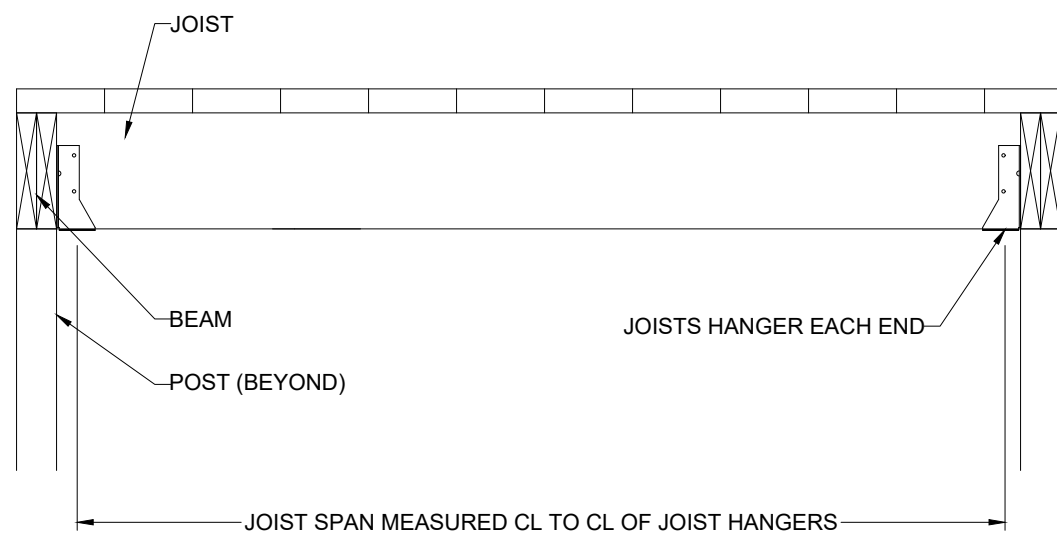 JOIST
BEAM
JOISTS HANGER EACH END
POST (BEYOND)
JOIST SPAN MEASURED CL TO CL OF JOIST HANGERS